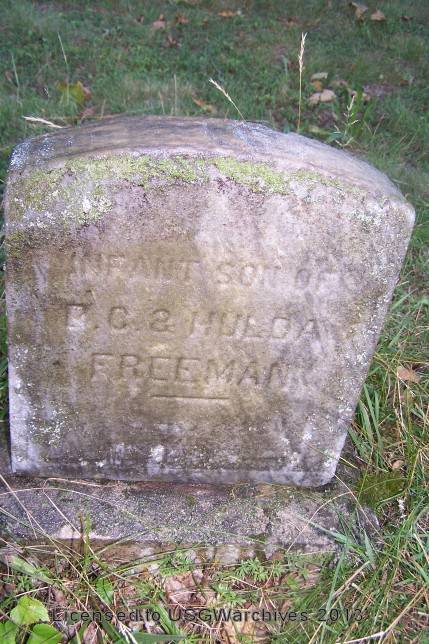 INFANT SON OF
D.C. & HULDA
FREEMAN
Licensed to USGWarchives 2013